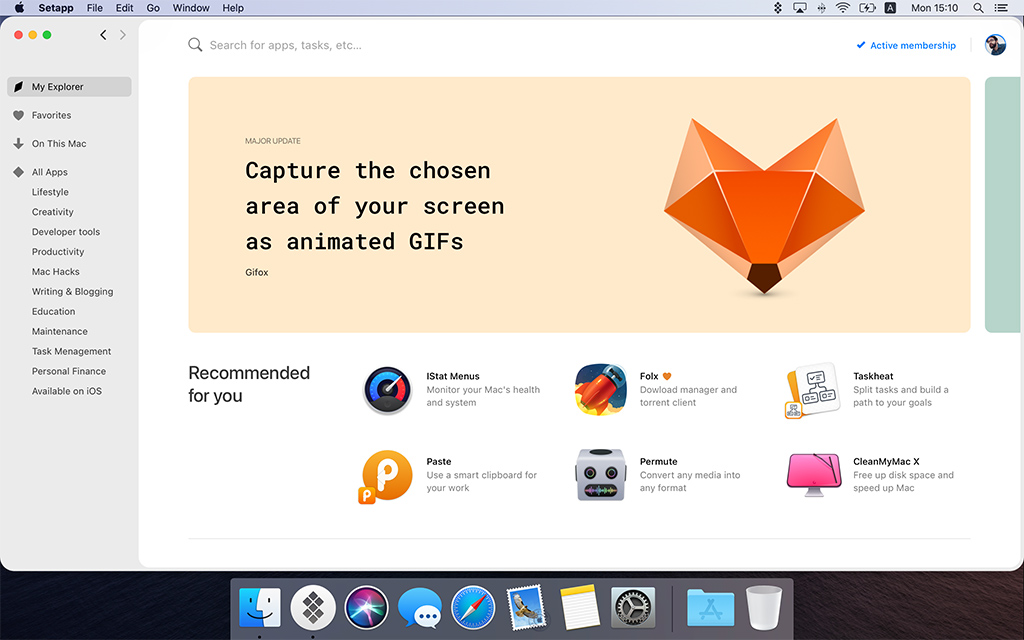 Setapp File Edit Go Window Help
A Mon 15:10
Search for apps, tasks, etc...
Active membership
My Explorer
Favorites
On This Mac
All Apps
Lifestyle
Creativity
Developer tools
Productivity
Mac Hacks
Writing & Blogging
Education
Maintenance
Task Menagement
Personal Finance
Available on iOS
MAJOR UPDATE
Capture the chosen
area of your screen
as animated GIFs
Gifox
Recommended
for you
IStat Menus
Monitor your Mac's health
and system
Folx
Dowload manager and
torrent client
Taskheat
Split tasks and build a
path to your goals
P
P
Paste
Use a smart clipboard for
your work
Permute
Convert any media into
any format
CleanMyMac X
Free up disk space and
speed up Mac